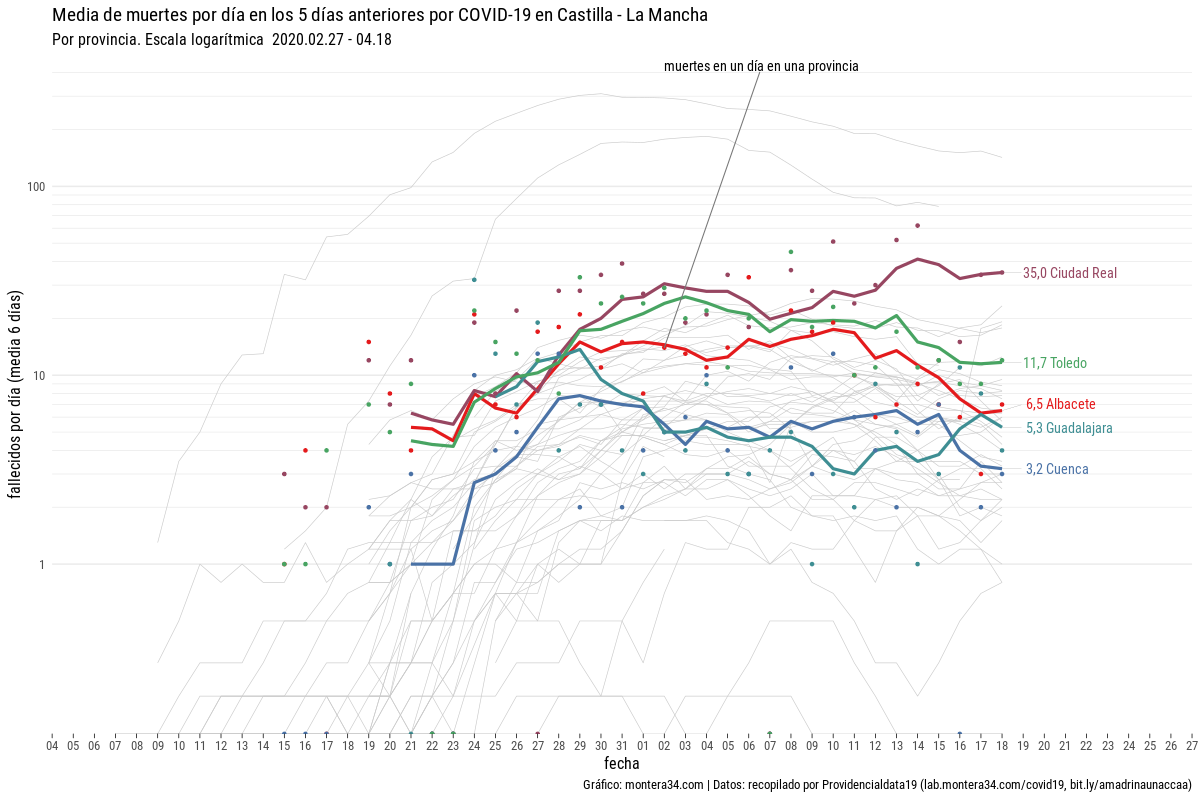 Media de muertes por día en los 5 días anteriores por COVID-19 en Castilla - La Mancha
Por provincia. Escala logarítmica 2020.02.27 - 04.18
muertes en un día en una provincia
fallecidos por día (media 6 días)
100
10
1
35,0 Ciudad Real
11,7 Toledo
6,5 Albacete
5,3 Guadalajara
3,2 Cuenca
04 05 06 07 08 09 10 11 12 13 14 15 16 17 18 19 20 21 22 23 24 25 26 27 28 29 30 31 01 02 03 04 05 06 07 08 09 10 11 12 13 14 15 16 17 18 19 20 21 22 23 24 25 26 27
fecha
Gráfico: montera34.com | Datos: recopilado por Providencialdata19 (lab.montera34.com/covid19, bit.ly/amadrinaunaccaa)